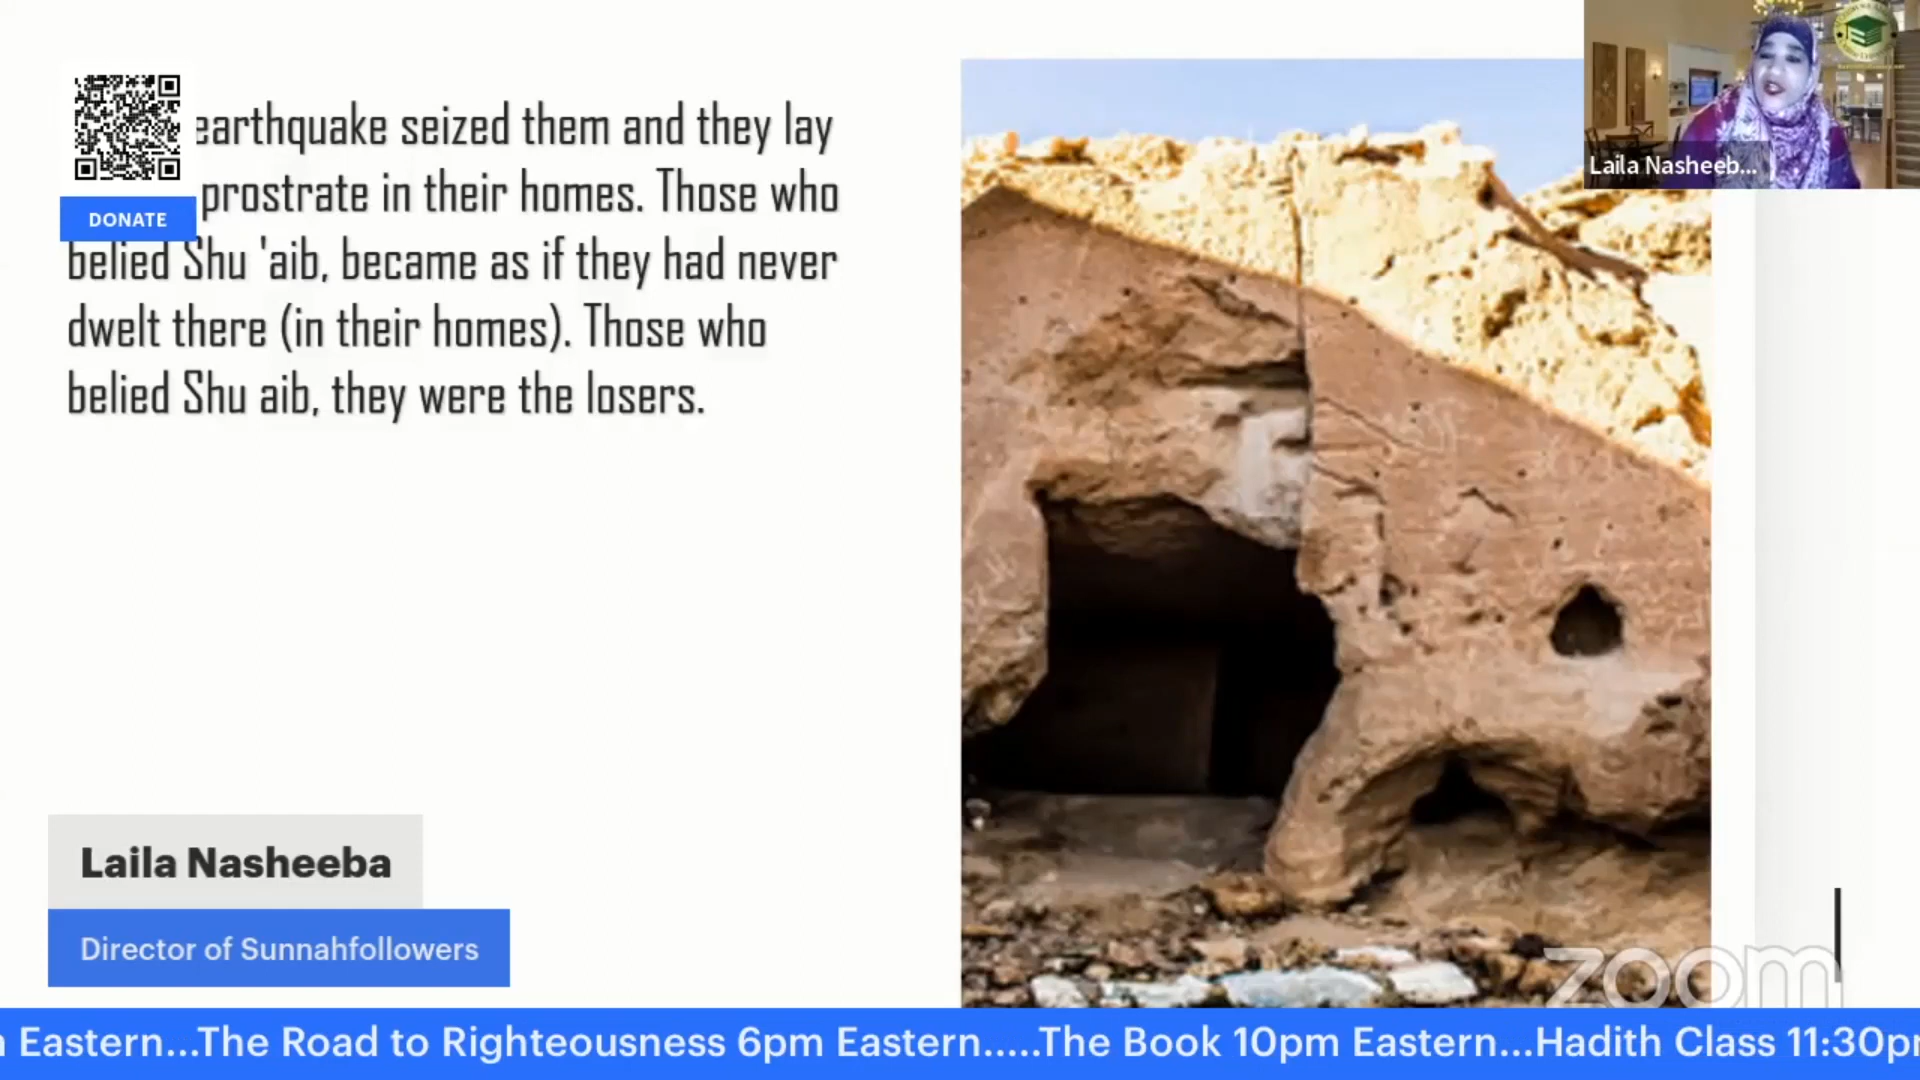 earthquake seized them and they lay
prostrate in their homes. Those who
belied Shu 'aib, became as if they had never
dwelt there (in their homes). Those who
belied Shu aib, they were the losers.
DONATE
Laila Nasheeb...
Laila Nasheeba
Director of Sunnahfollowers
zoom
Eastern...The Road to Righteousness 6pm Eastern.....The Book 10pm Eastern...Hadith Class 11:30p